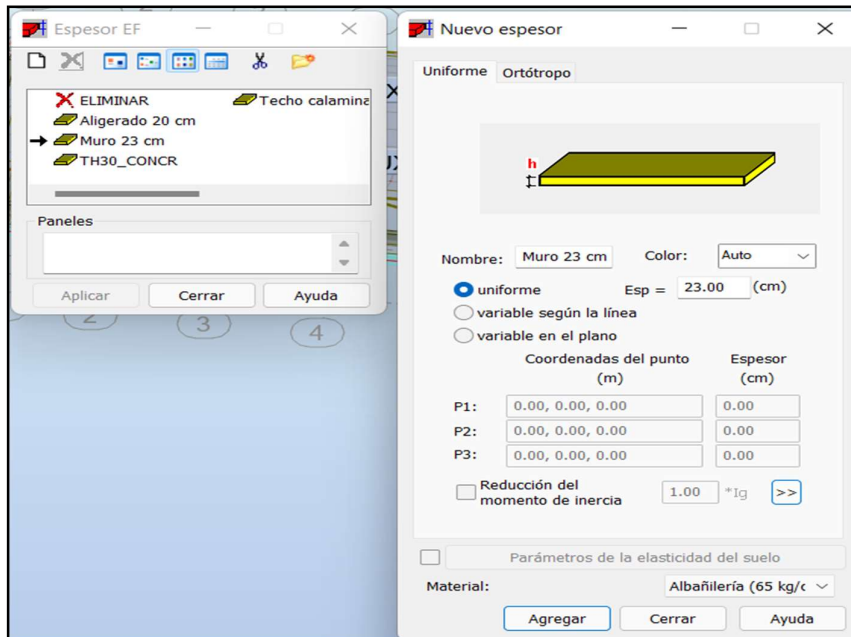 Espesor EF
ELIMINAR
Techo calamina
Aligerado 20 cm
Muro 23 cm
TH30_CONCR
Paneles
Aplicar
Cerrar
Ayuda
2
3
4
Nuevo espesor
Uniforme
Ortótropo
h
Nombre: Muro 23 cm Color: Auto
uniforme Esp = 23.00 (cm)
variable según la línea
variable en el plano
Coordenadas del punto Espesor
(m) (cm)
P1: 0.00, 0.00, 0.00 0.00
P2: 0.00, 0.00, 0.00 0.00
P3: 0.00, 0.00, 0.00 0.00
Reducción del
momento de inercia 1.00 *Ig >>
Parámetros de la elasticidad del suelo
Material: Albañilería (65 kg/c
Agregar Cerrar Ayuda